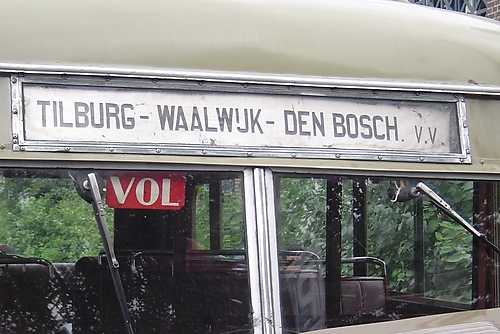 TILBURG - WAALWIJK - DEN BOSCH. V.V.
VOL